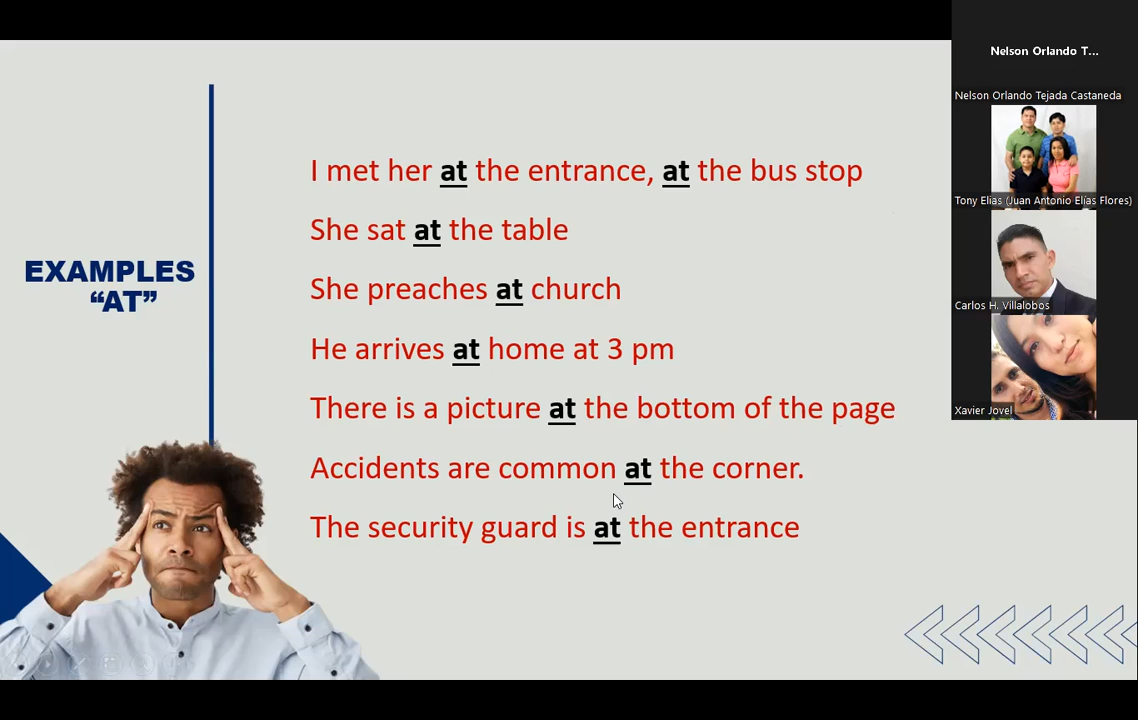 EXAMPLES
“AT”
I met her at the entrance, at the bus stop
She sat at the table
She preaches at church
He arrives at home at 3 pm
There is a picture at the bottom of the page
Accidents are common at the corner.
The security guard is at the entrance
Nelson Orlando T...
Nelson Orlando Tejada Castaneda
Tony Elias (Juan Antonio Elías Flores)
Carlos H. Villalobos
Xavier Jovel